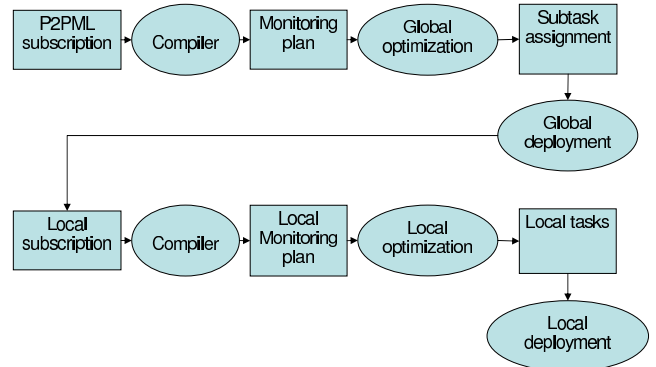 P2PML
subscription
Compiler
Monitoring
plan
Global
optimization
Subtask
assignment
Global
deployment
Local
subscription
Compiler
Local
Monitoring
plan
Local
optimization
Local tasks
Local
deployment